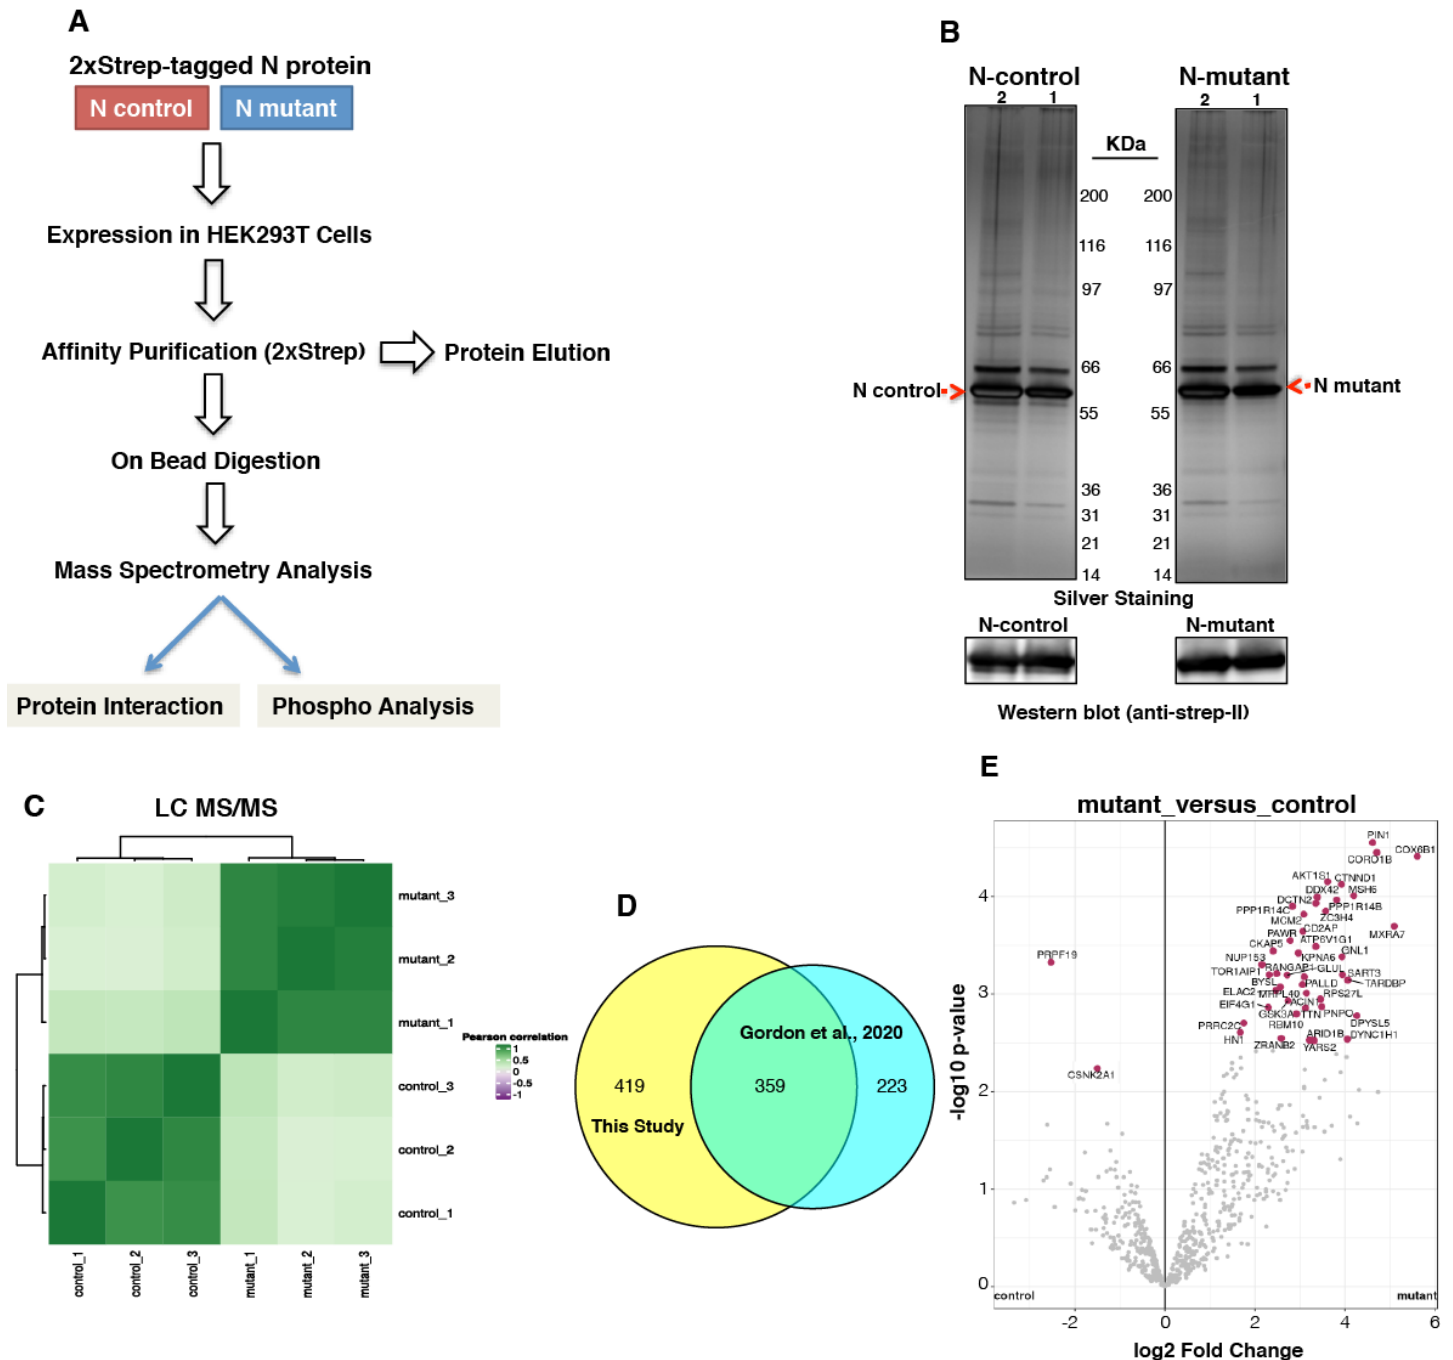 A
2xStrep-tagged N protein
N control
N mutant
Expression in HEK293T Cells
Affinity Purification (2xStrep)
Protein Elution
On Bead Digestion
Mass Spectrometry Analysis
Protein Interaction
Phospho Analysis
B
N-control
N-mutant
2 1
2 1
KDa
200 200
116 116
97 97
66 66
55 55
36 36
31 31
21 21
14 14
N control
N mutant
Silver Staining
N-control
N-mutant
Western blot (anti-strep-II)
C
LC MS/MS
mutant_3
mutant_2
mutant_1
control_3
control_2
control_1
control_1
control_2
control_3
mutant_1
mutant_2
mutant_3
Pearson correlation
1
0.5
0
-0.5
-1
D
Gordon et al., 2020
419
359
223
This Study
E
mutant_versus_control
PIN1
COX6B1
CORO1B
AKT1S1
CTNND1
DDX42
MSH6
DCTN2
PPP1R14C
PPP1R14B
ZC3H4
MCM2
CD2AP
MXRA7
PAWR
ATP6V1G1
CKAP5
GNL1
NUP153
KPNA6
PRPF19
RANGAP1
GLUL
TOR1AIP1
SART3
BYSL
PALLD
TARDBP
ELAC2
MRPL40
RPS27L
EIF4G1
ACIN1
GSK3A
TTN
PNPO
DPYSL5
PRRC2C
RBM10
HN1
ARID1B
DYNC1H1
ZRANB2
YARS2
CSNK2A1
4
3
2
1
0
-log10 p-value
control
mutant
-2
0
2
4
6
log2 Fold Change